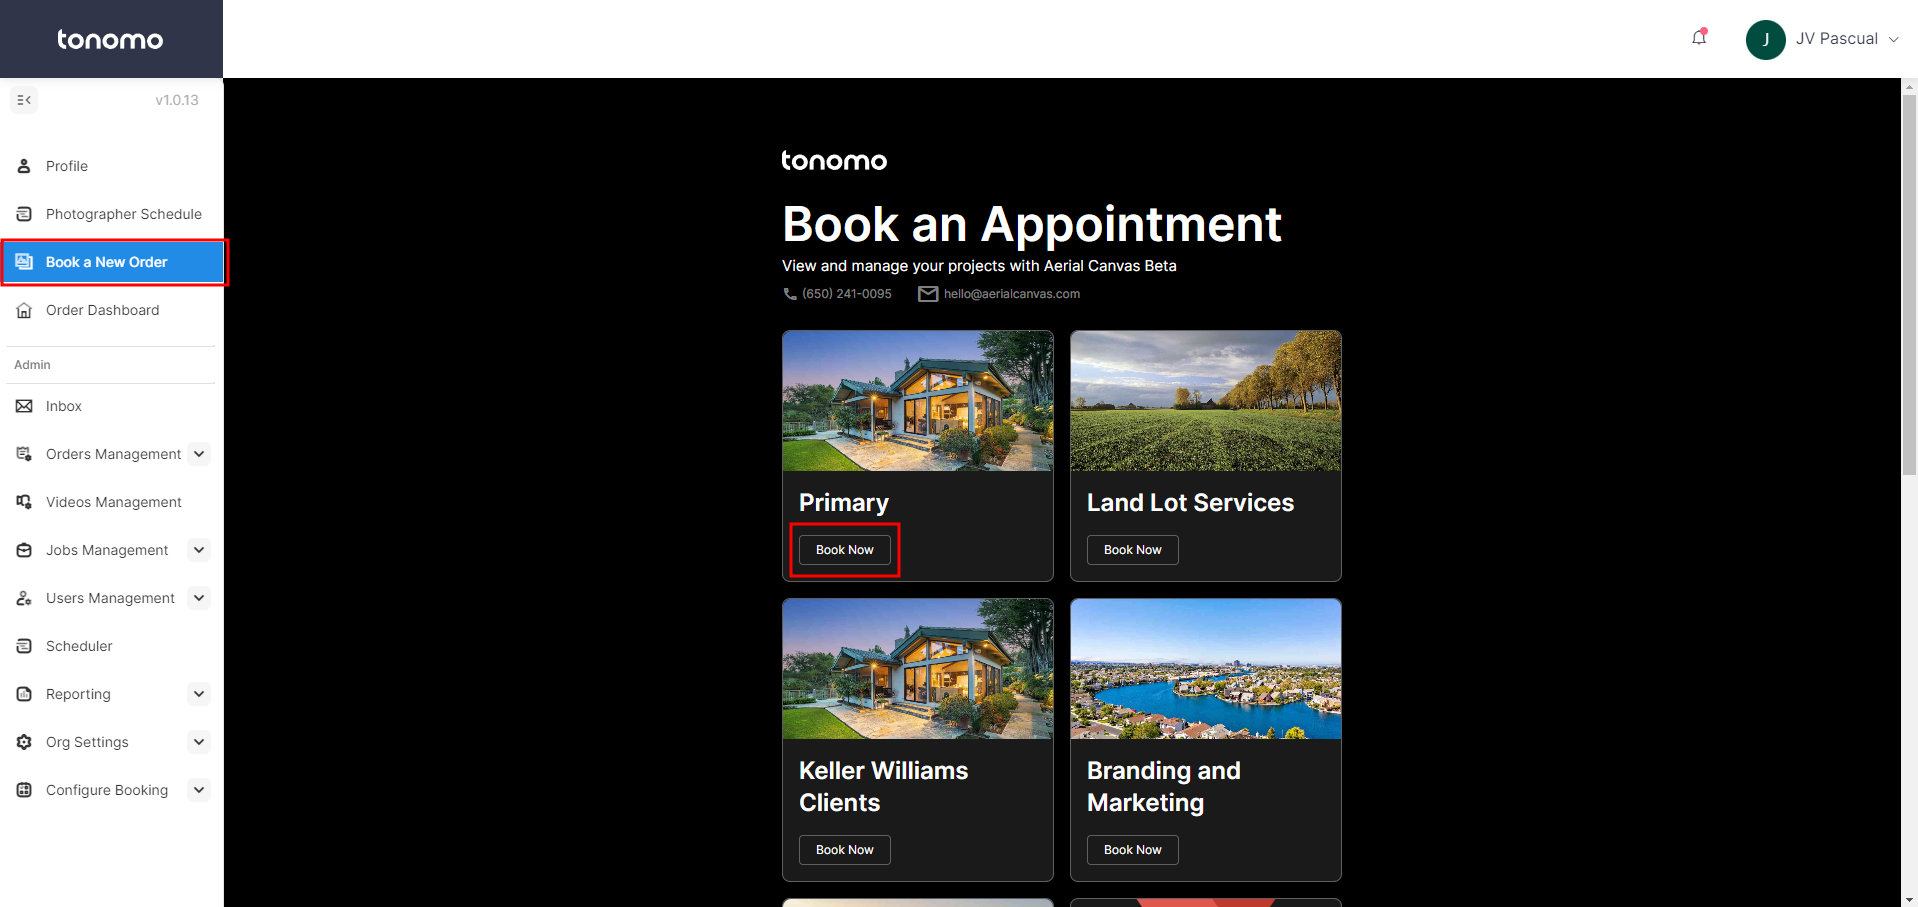 tonomo
JV Pascual
J
v1.0.13
Profile
Photographer Schedule
Book a New Order
Order Dashboard
Admin
Inbox
Orders Management
Videos Management
Jobs Management
Users Management
Scheduler
Reporting
Org Settings
Configure Booking
tonomo
Book an Appointment
View and manage your projects with Aerial Canvas Beta
(650) 241-0095 hello@aerialcanvas.com
Primary
Book Now
Land Lot Services
Book Now
Keller Williams
Clients
Book Now
Branding and
Marketing
Book Now